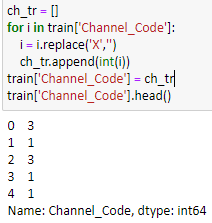 ch_tr = []
for i in train['Channel_Code']:
    i = i.replace('X','')
    ch_tr.append(int(i))
train['Channel_Code'] = ch_tr
train['Channel_Code'].head()
0    3
1    1
2    3
3    1
4    1
Name: Channel_Code, dtype: int64